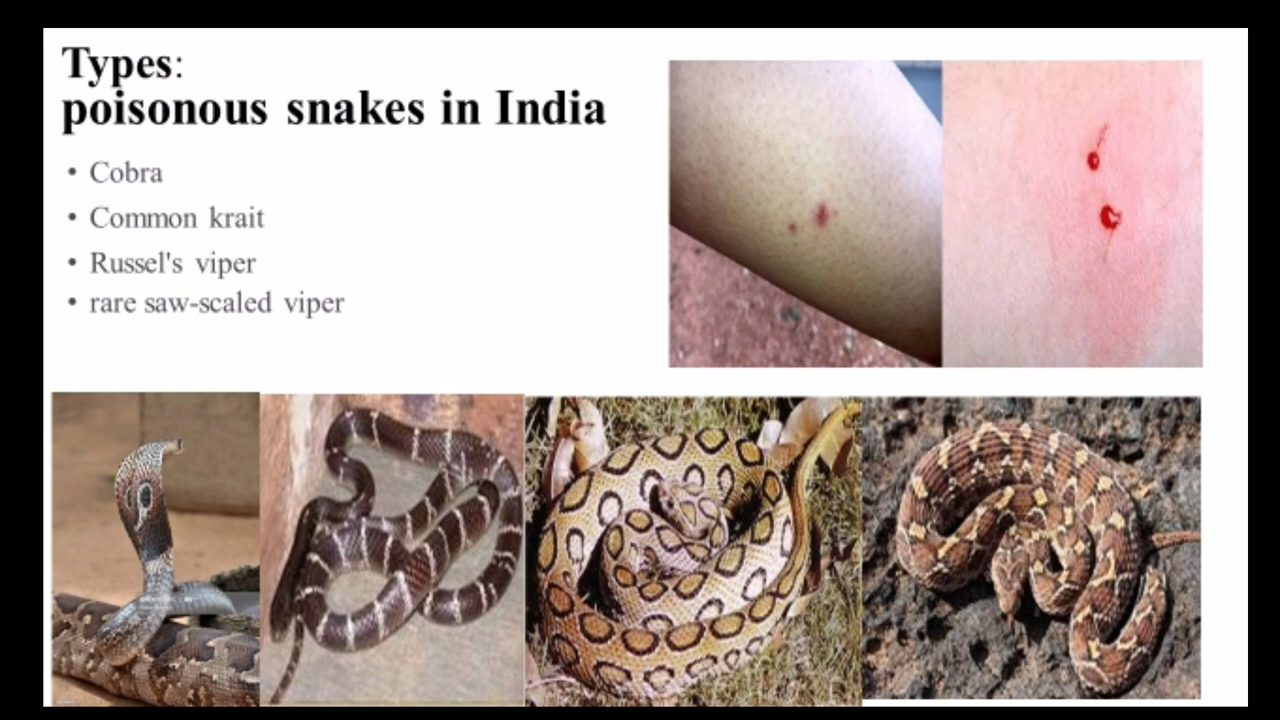 Types:
poisonous snakes in India
• Cobra
• Common krait
• Russel's viper
• rare saw-scaled viper